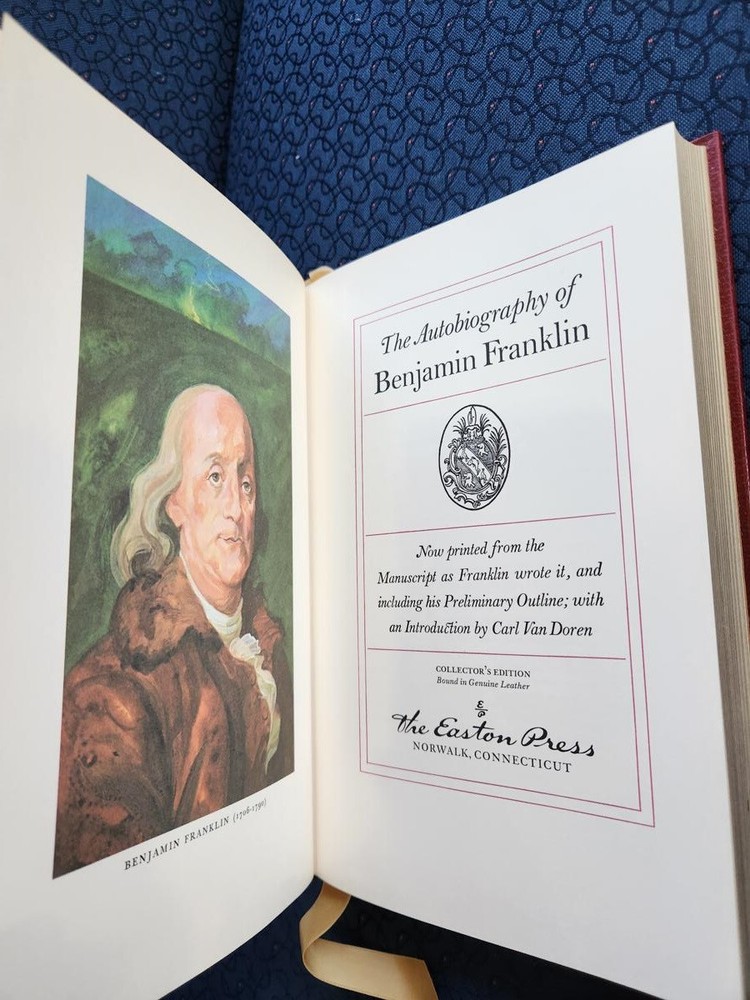 BENJAMIN FRANKLIN (1706-1790)
The Autobiography of
Benjamin Franklin
Now printed from the
Manuscript as Franklin wrote it, and
including his Preliminary Outline; with
an Introduction by Carl Van Doren
COLLECTOR'S EDITION
Bound in Genuine Leather
E
P
The Easton Press
NORWALK, CONNECTICUT